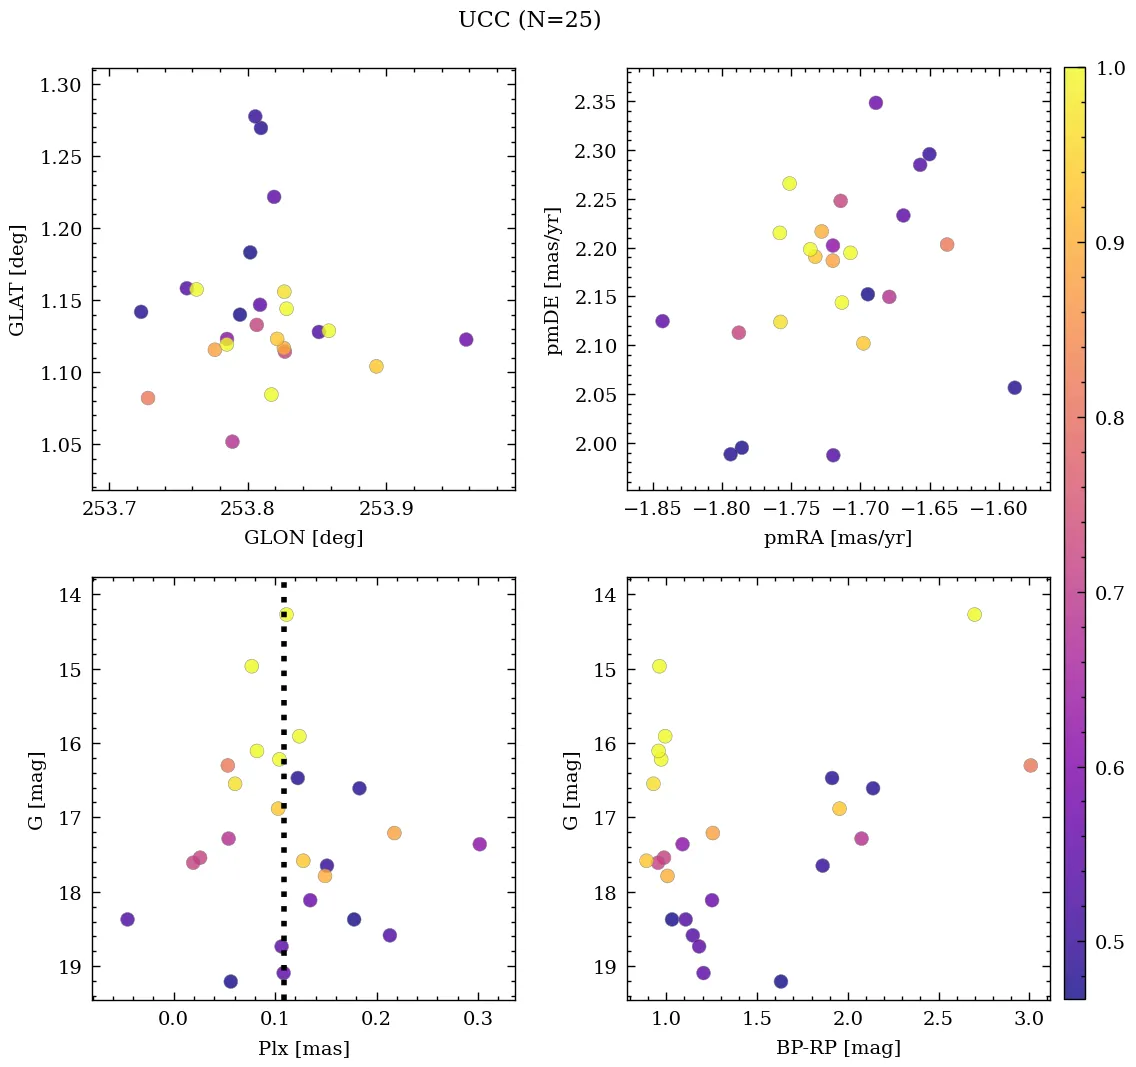 UCC (N=25)
1.30
1.25
1.20
1.15
1.10
1.05
GLAT [deg]
253.7 253.8 253.9
GLON [deg]
2.35
2.30
2.25
2.20
2.15
2.10
2.05
2.00
pmDE [mas/yr]
−1.85 −1.80 −1.75 −1.70 −1.65 −1.60
pmRA [mas/yr]
1.0
0.9
0.8
0.7
0.6
0.5
14
15
16
17
18
19
G [mag]
0.0 0.1 0.2 0.3
Plx [mas]
14
15
16
17
18
19
G [mag]
1.0 1.5 2.0 2.5 3.0
BP-RP [mag]